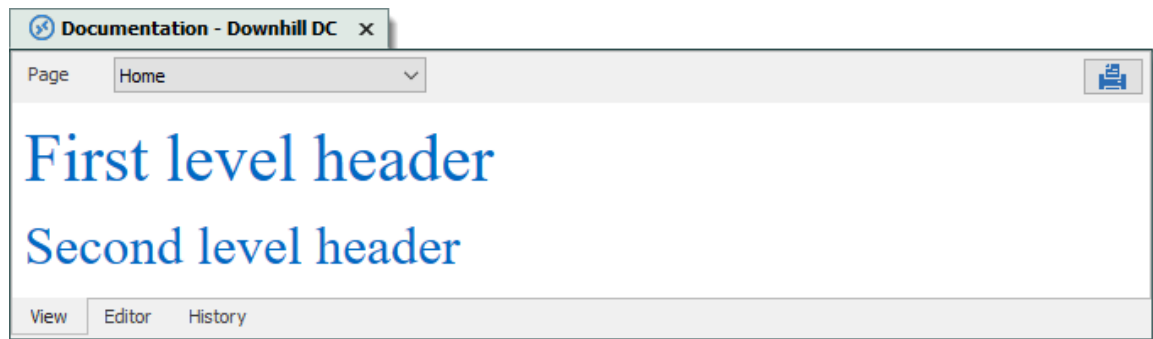 Documentation - Downhill DC x
Page Home
First level header
Second level header
View Editor History